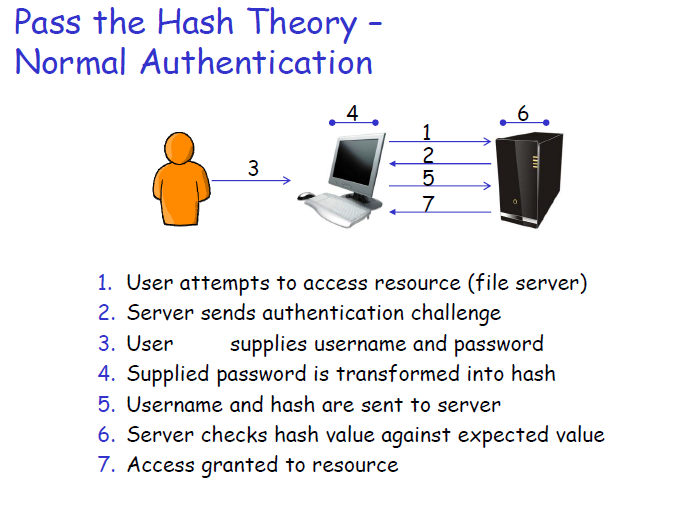 Pass the Hash Theory –
Normal Authentication
4
6
1
2
3
5
7
1. User attempts to access resource (file server)
2. Server sends authentication challenge
3. User supplies username and password
4. Supplied password is transformed into hash
5. Username and hash are sent to server
6. Server checks hash value against expected value
7. Access granted to resource